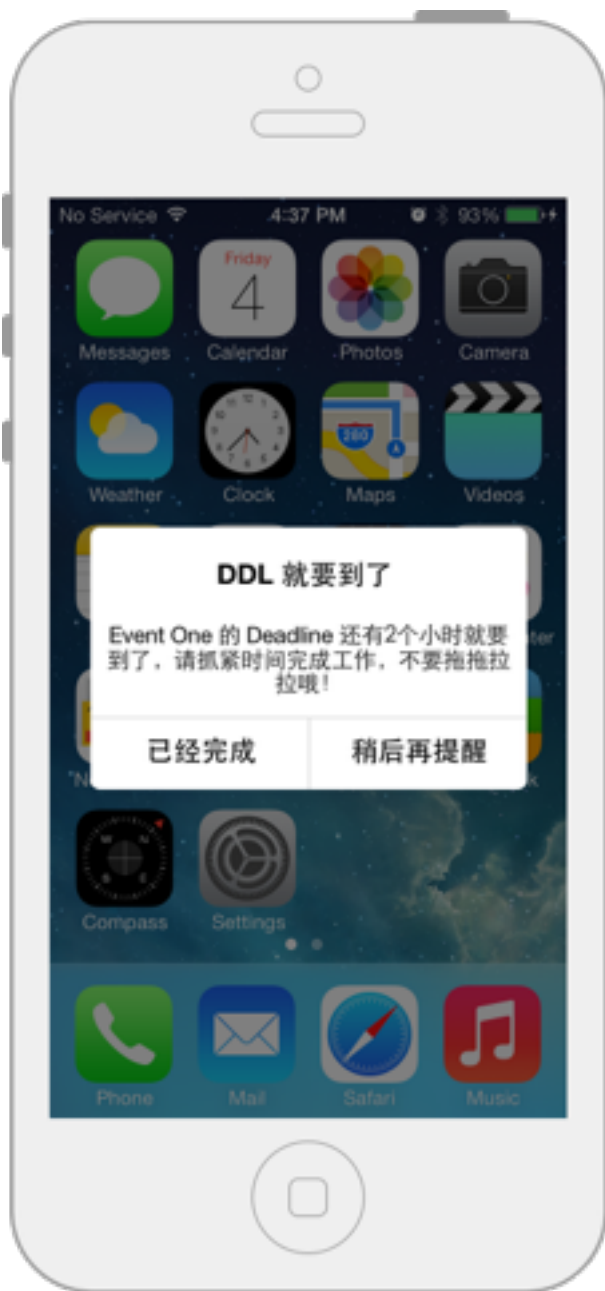 No Service 4:37 PM 93%
Friday
4
Messages Calendar Photos Camera
280
Weather Clock Maps Videos
DDL 就要到了
Event One 的 Deadline 还有2个小时就要
到了，请抓紧时间完成工作，不要拖拖拉
拉哦！
已经完成 稍后再提醒
Compass Settings
Phone Mail Safari Music